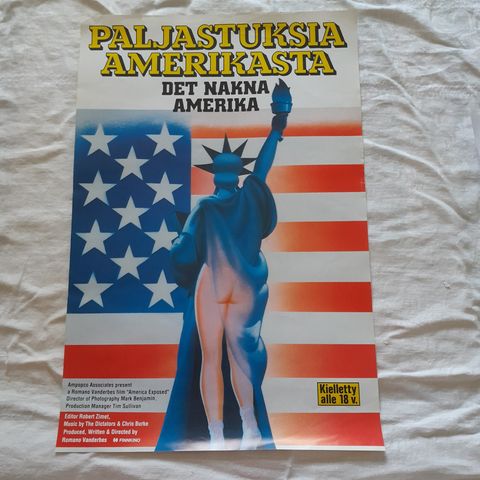 PALJASTUKSIA
AMERIKASTA
DET NAKNA
AMERIKA
Ampopco Associates present
a Romano Vanderbes film "America Exposed"
Director of Photography Mark Benjamin,
Production Manager Tim Sullivan
Editor Robert Zimet,
Music by The Dictators & Chris Burke
Produced, Written & Directed by
Romano Vanderbes FINNKINO
Kielletty
alle 18 v.